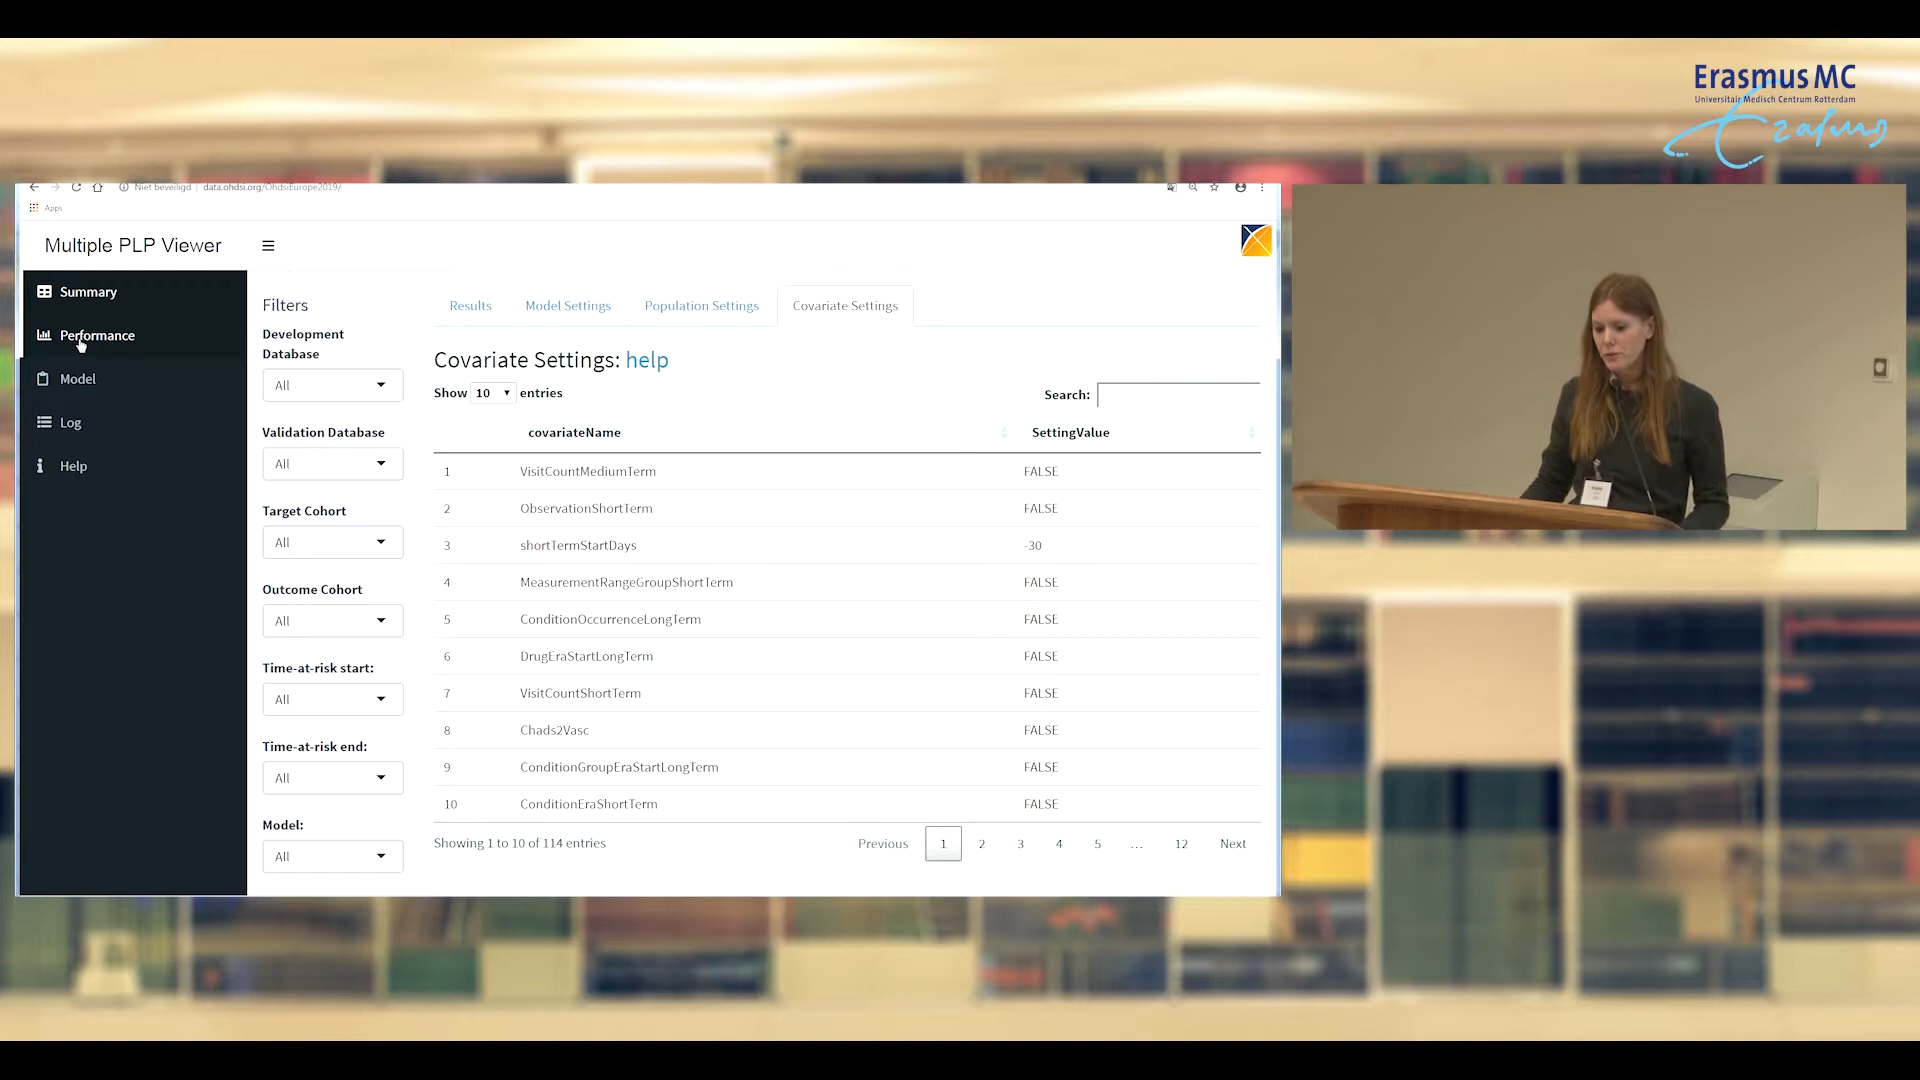 Erasmus MC
Universitair Medisch Centrum Rotterdam
Erasmus
Niet beveiligd | data.ohdsi.org/OhdsiEurope2019/
Apps
Multiple PLP Viewer
Summary
Performance
Model
Log
Help
Filters
Development
Database
All
Validation Database
All
Target Cohort
All
Outcome Cohort
All
Time-at-risk start:
All
Time-at-risk end:
All
Model:
All
Results Model Settings Population Settings Covariate Settings
Covariate Settings: help
Show 10 entries Search:
covariateName SettingValue
1 VisitCountMediumTerm FALSE
2 ObservationShortTerm FALSE
3 shortTermStartDays -30
4 MeasurementRangeGroupShortTerm FALSE
5 ConditionOccurrenceLongTerm FALSE
6 DrugEraStartLongTerm FALSE
7 VisitCountShortTerm FALSE
8 Chads2Vasc FALSE
9 ConditionGroupEraStartLongTerm FALSE
10 ConditionEraShortTerm FALSE
Showing 1 to 10 of 114 entries Previous 1 2 3 4 5 ... 12 Next